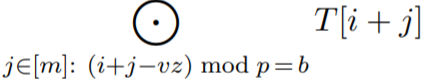 ⨀ T[i + j]
j∈[m]: (i+j−vz) mod p=b